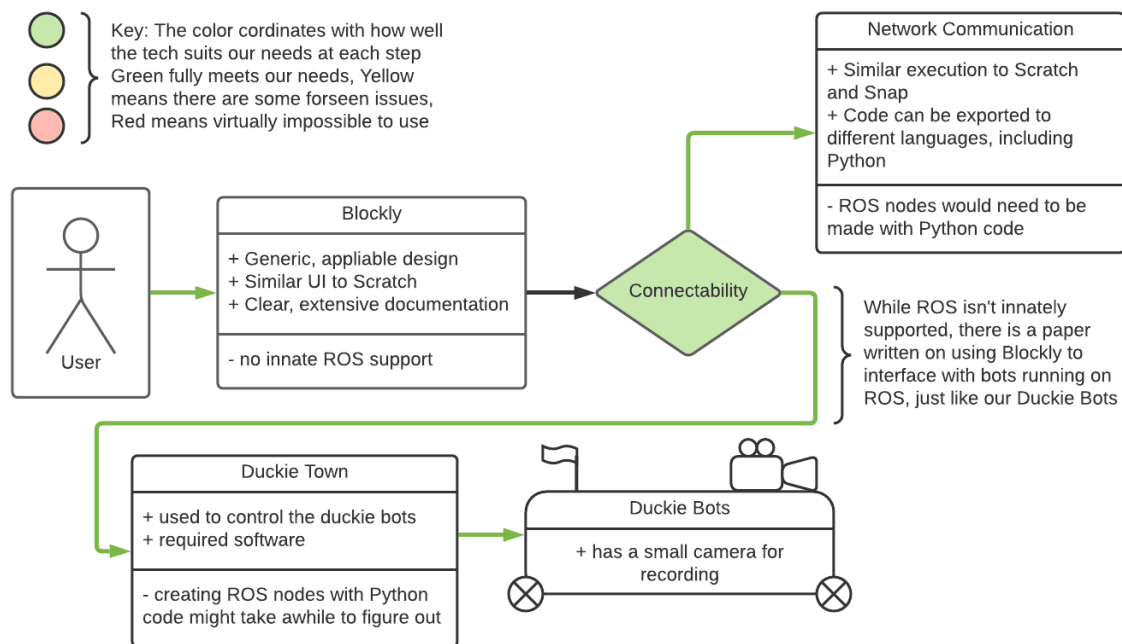 Key: The color cordinates with how well
the tech suits our needs at each step
Green fully meets our needs, Yellow
means there are some forseen issues,
Red means virtually impossible to use
Network Communication
+ Similar execution to Scratch
and Snap
+ Code can be exported to
different languages, including
Python
- ROS nodes would need to be
made with Python code
User
Blockly
+ Generic, appliable design
+ Similar UI to Scratch
+ Clear, extensive documentation
- no innate ROS support
Connectability
While ROS isn't innately
supported, there is a paper
written on using Blockly to
interface with bots running on
ROS, just like our Duckie Bots
Duckie Town
+ used to control the duckie bots
+ required software
- creating ROS nodes with Python
code might take awhile to figure out
Duckie Bots
+ has a small camera for
recording